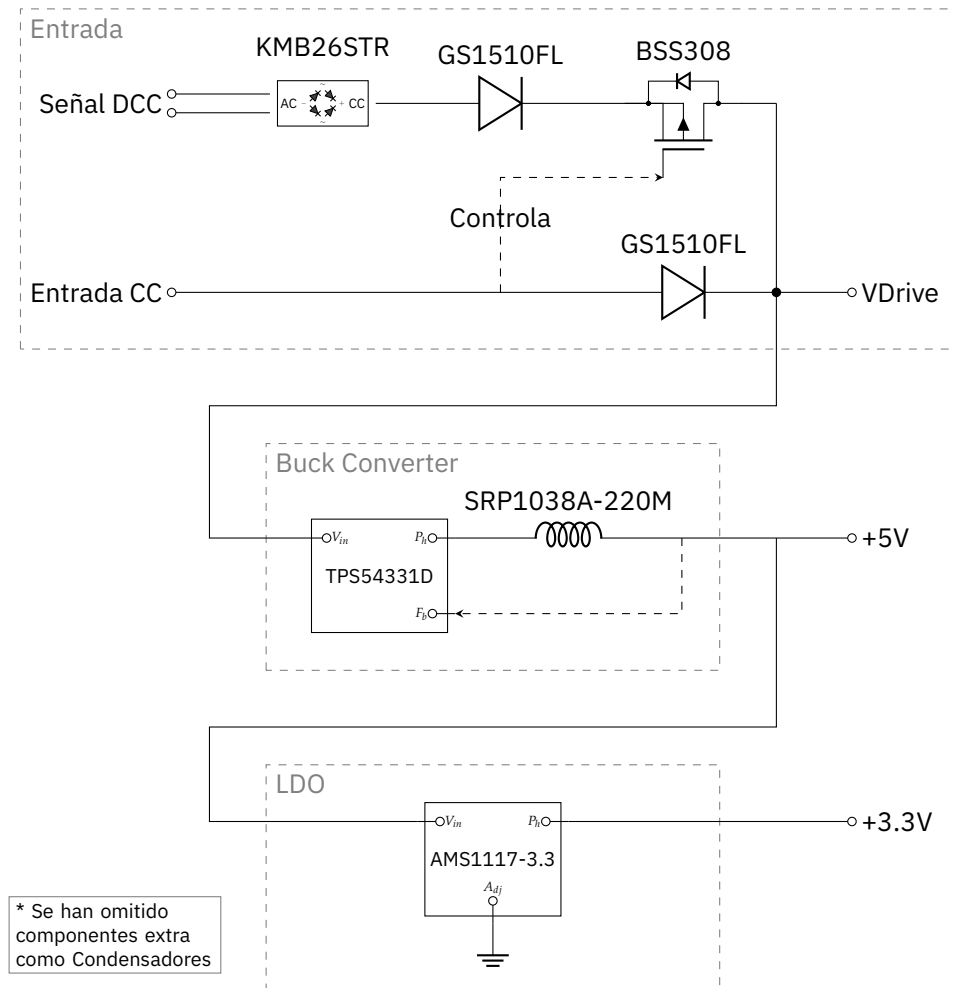 Entrada
KMB26STR
GS1510FL
BSS308
Señal DCC
AC - + CC
~
~
Controla
GS1510FL
Entrada CC
VDrive
Buck Converter
SRP1038A-220M
Vin
Ph
+5V
TPS54331D
Fb
LDO
Vin
Ph
+3.3V
AMS1117-3.3
Adj
* Se han omitido
componentes extra
como Condensadores